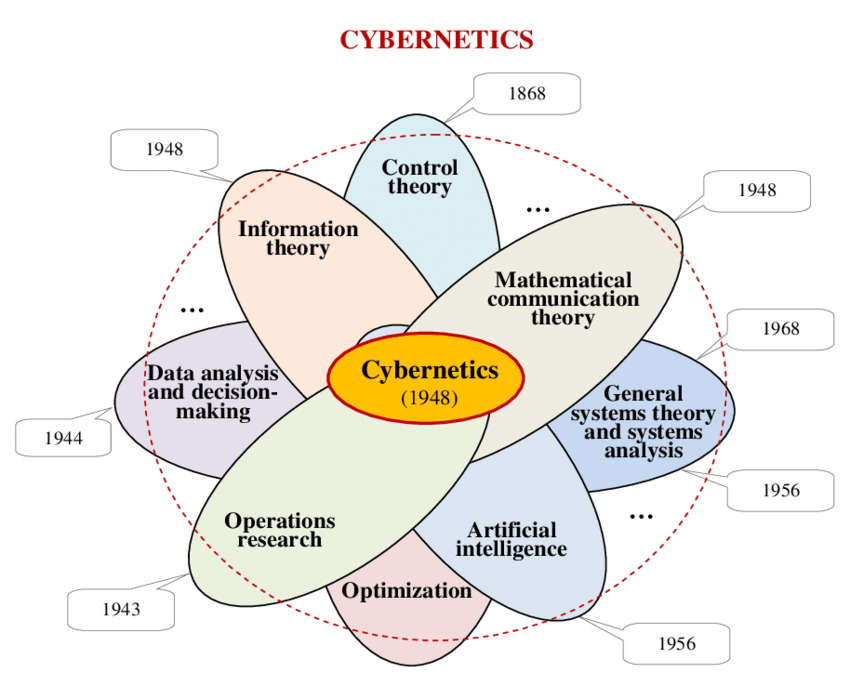 CYBERNETICS
1868
1948
Control
theory
1948
...
Information
theory
Mathematical
communication
theory
...
1968
Cybernetics
(1948)
Data analysis
and decision-
making
General
systems theory
and systems
analysis
1944
1956
...
Operations
research
Artificial
intelligence
Optimization
1943
1956